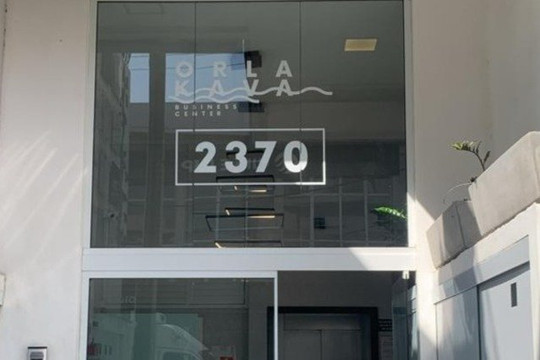 ORLA
KAVA
BUSINESS
CENTER
2370